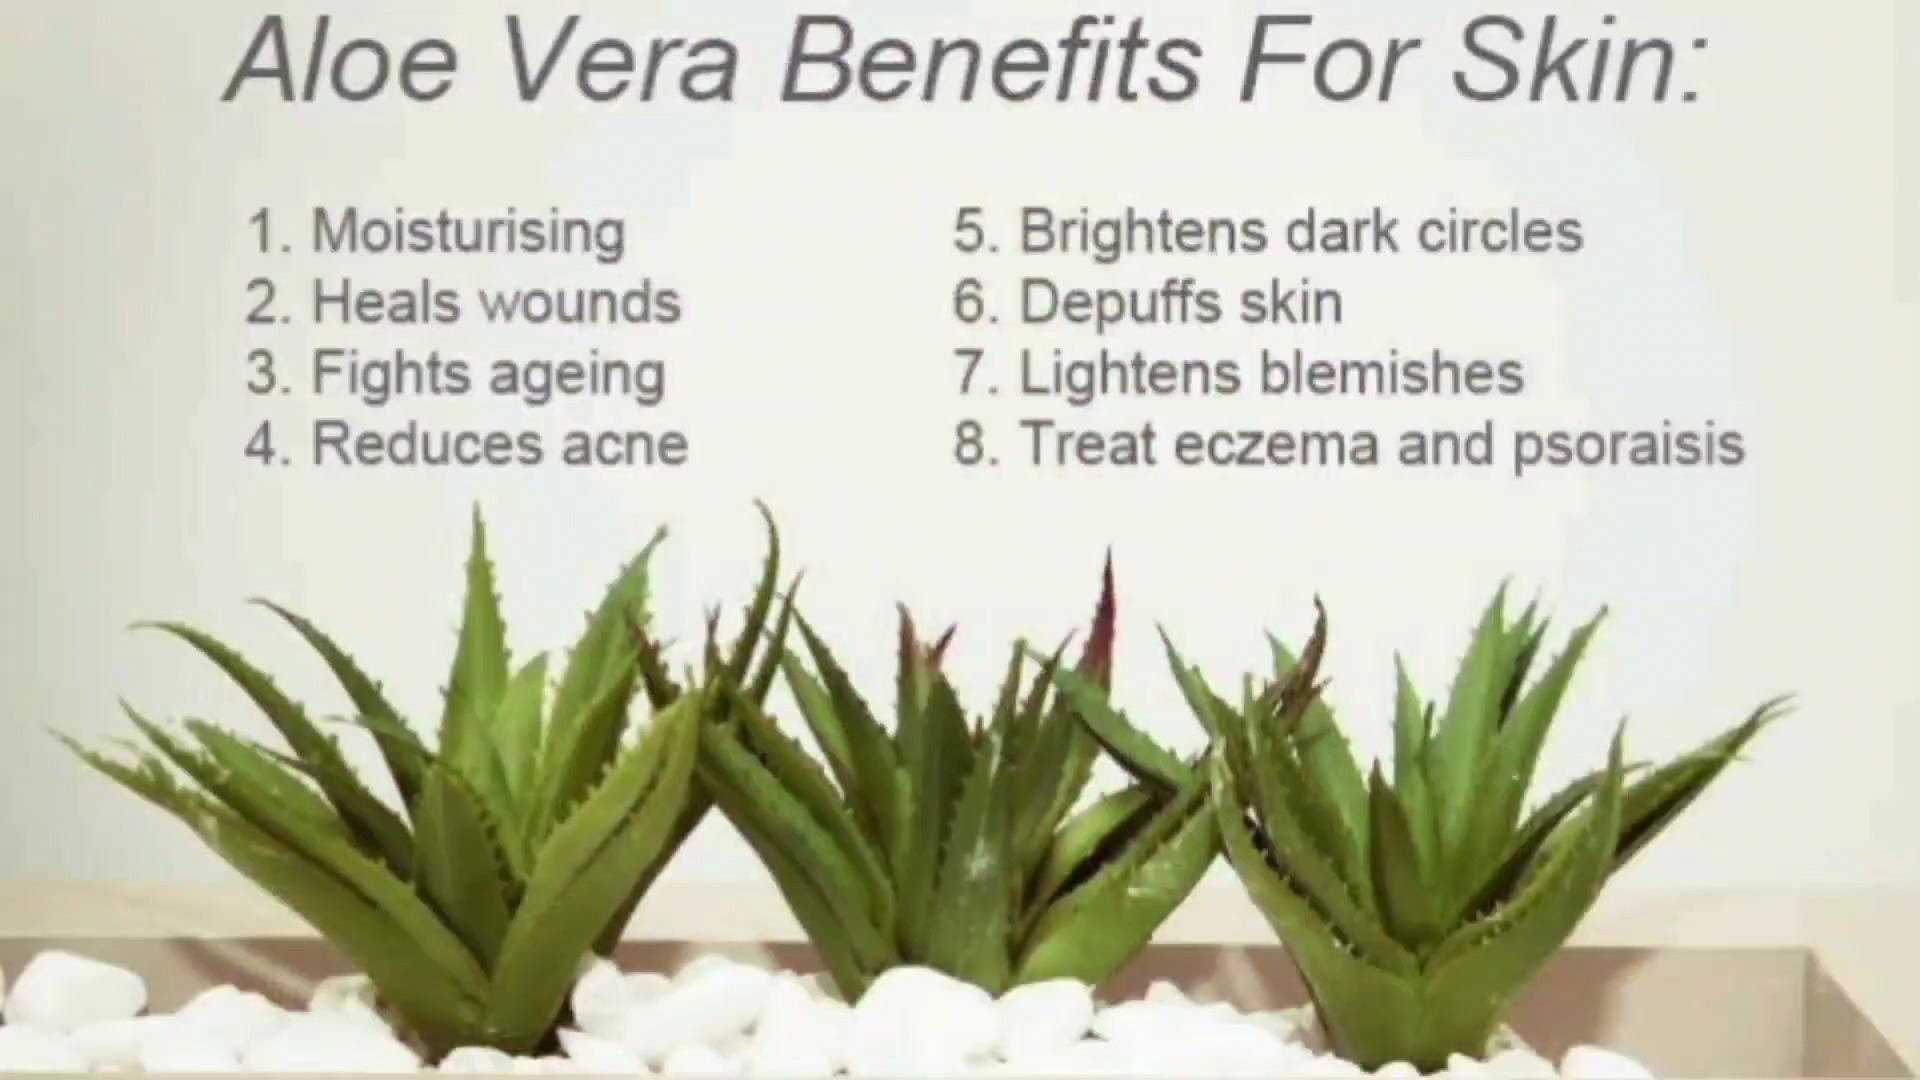 Aloe Vera Benefits For Skin:
1. Moisturising
2. Heals wounds
3. Fights ageing
4. Reduces acne
5. Brightens dark circles
6. Depuffs skin
7. Lightens blemishes
8. Treat eczema and psoraisis